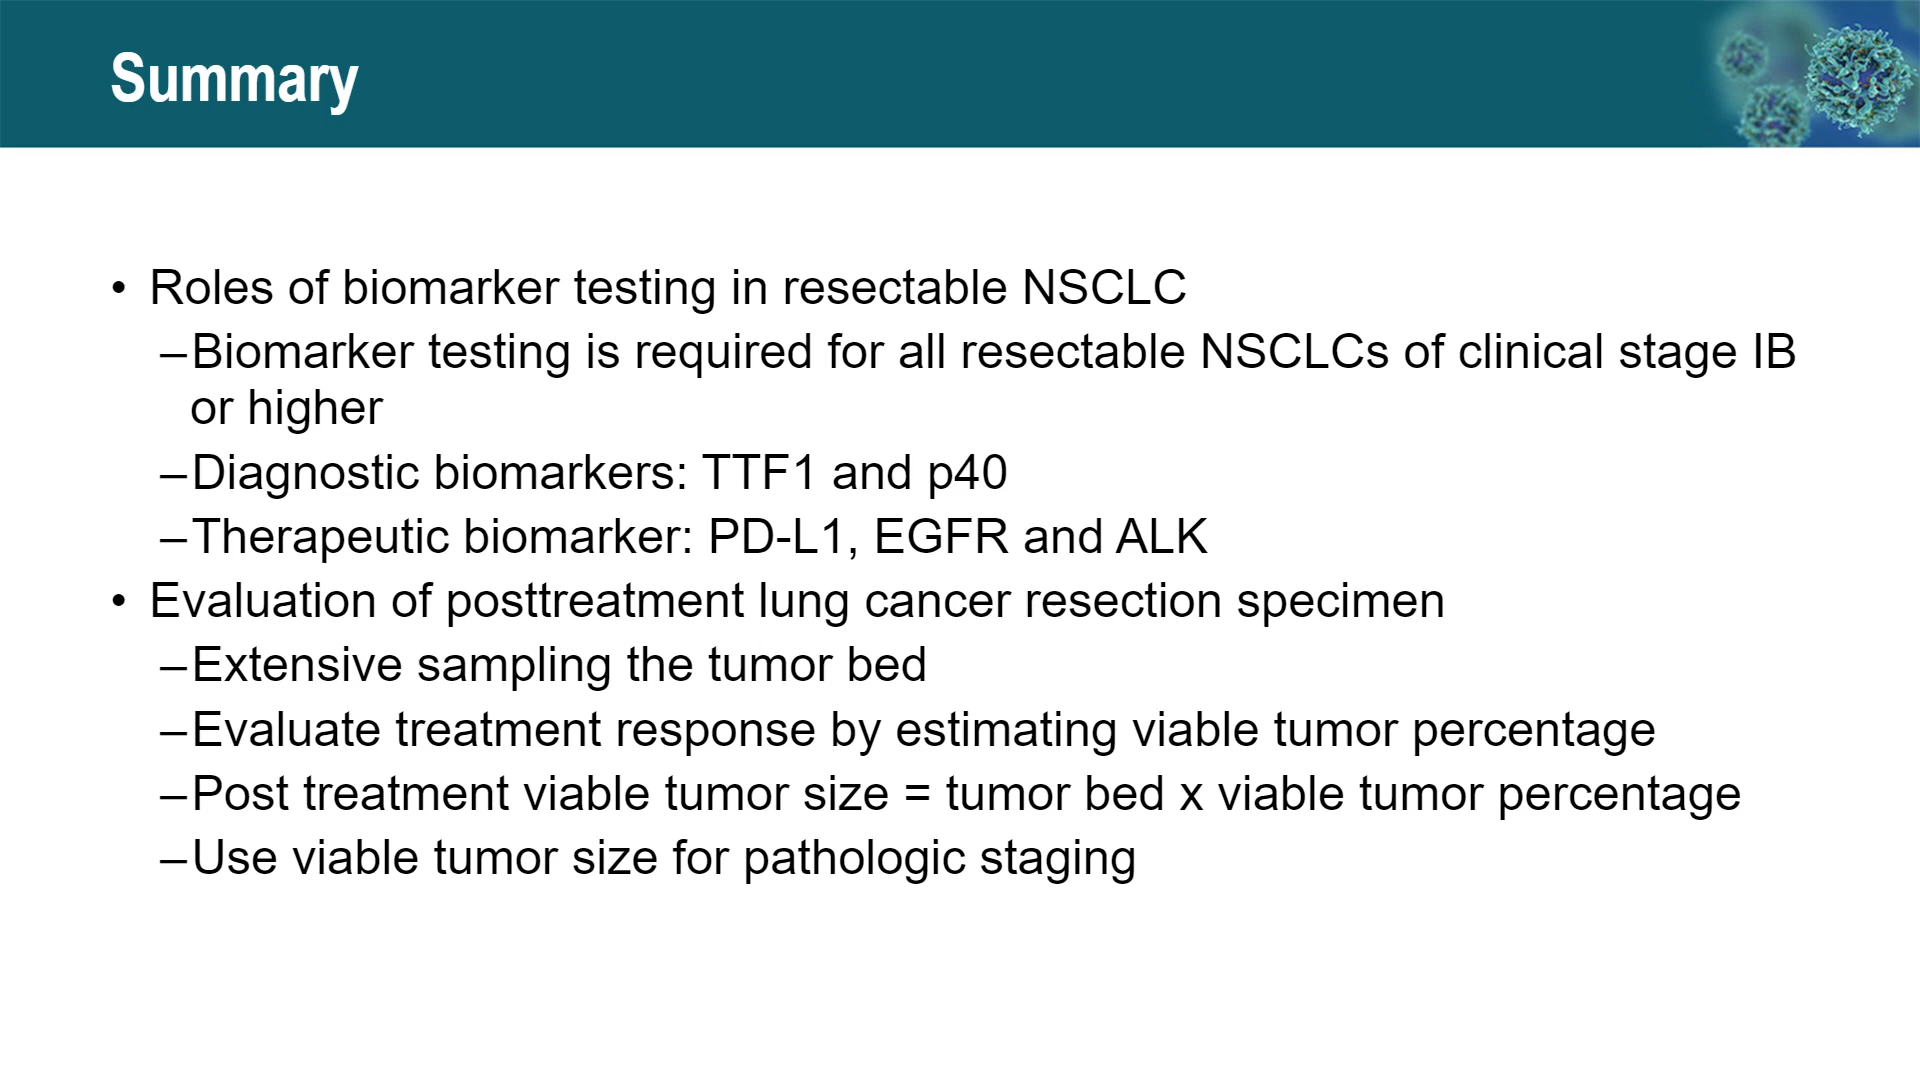 Summary
• Roles of biomarker testing in resectable NSCLC
–Biomarker testing is required for all resectable NSCLCs of clinical stage IB
or higher
–Diagnostic biomarkers: TTF1 and p40
–Therapeutic biomarker: PD-L1, EGFR and ALK
• Evaluation of posttreatment lung cancer resection specimen
–Extensive sampling the tumor bed
–Evaluate treatment response by estimating viable tumor percentage
–Post treatment viable tumor size = tumor bed x viable tumor percentage
–Use viable tumor size for pathologic staging